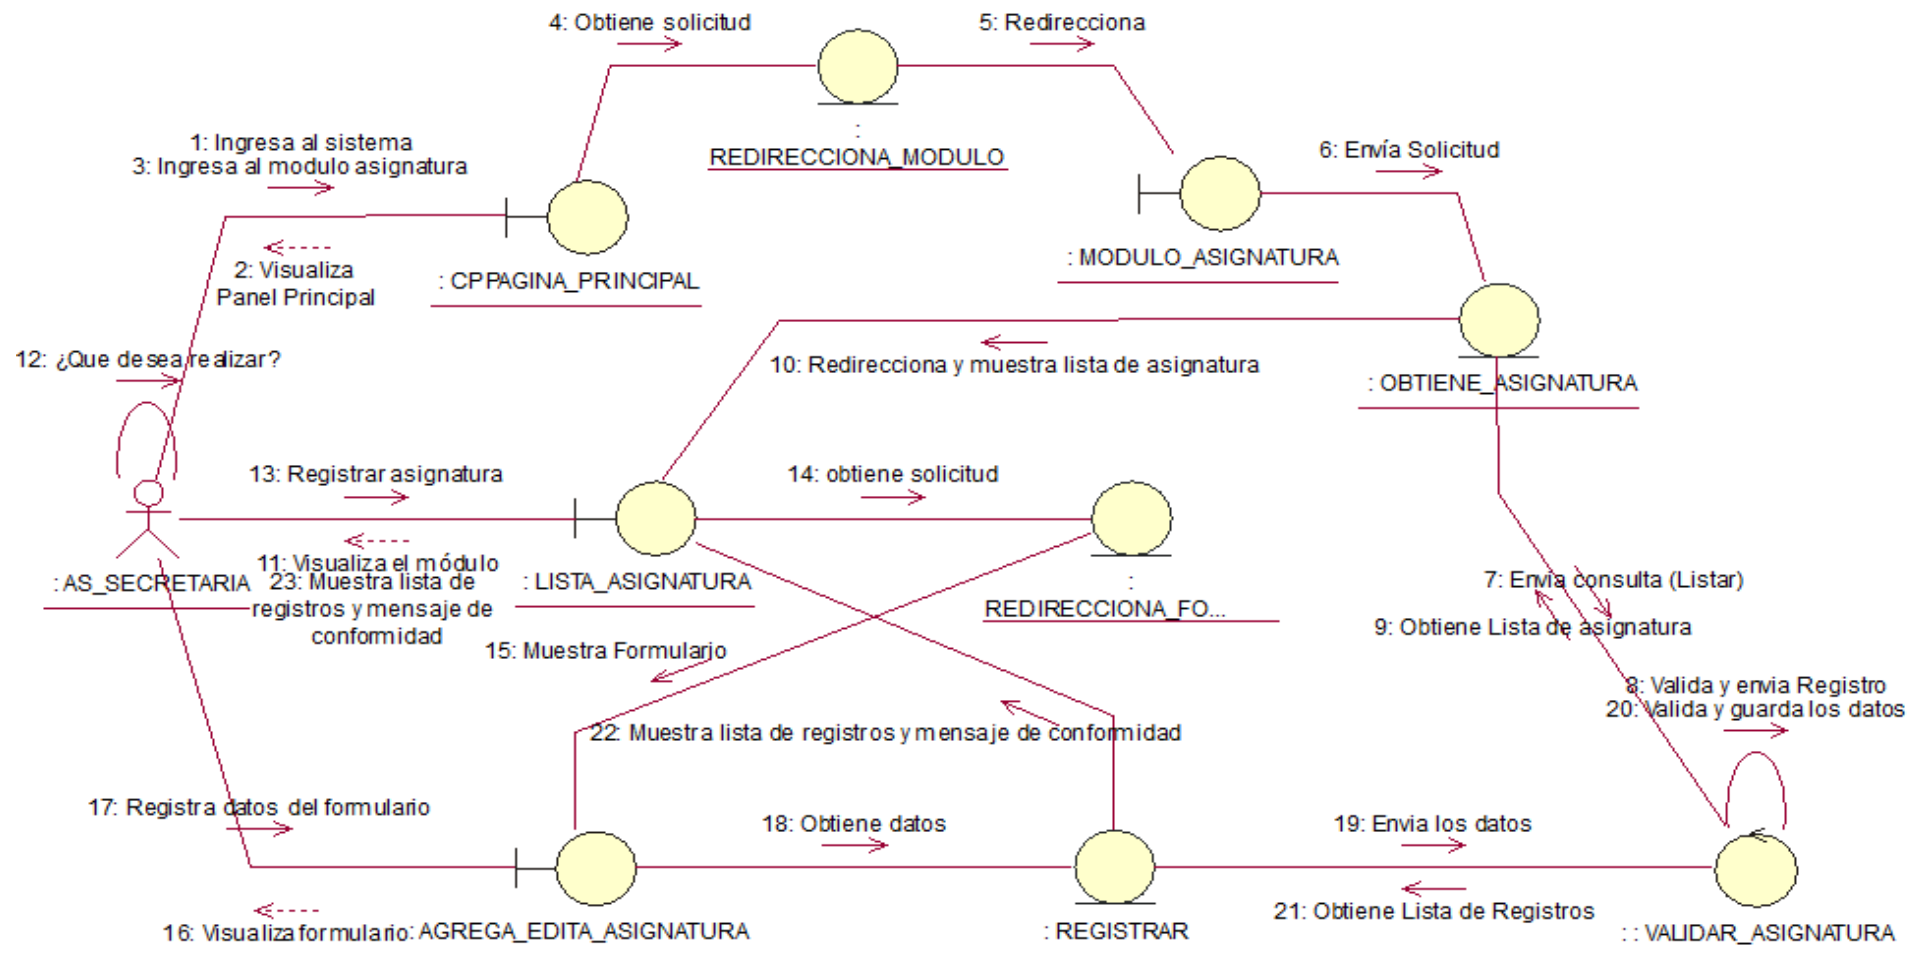 4: Obtiene solicitud
5: Redirecciona
1: Ingresa al sistema
3: Ingresa al modulo asignatura
:
REDIRECCIONA_MODULO
6: Envía Solicitud
2: Visualiza
Panel Principal
: CPPAGINA_PRINCIPAL
: MODULO_ASIGNATURA
12: ¿Que desea realizar?
10: Redirecciona y muestra lista de asignatura
: OBTIENE_ASIGNATURA
13: Registrar asignatura
14: obtiene solicitud
11: Visualiza el módulo
: AS_SECRETARIA
23: Muestra lista de
registros y mensaje de
conformidad
: LISTA_ASIGNATURA
:
REDIRECCIONA_FO...
7: Envia consulta (Listar)
9: Obtiene Lista de asignatura
15: Muestra Formulario
8: Valida y envia Registro
20: Valida y guarda los datos
22: Muestra lista de registros y mensaje de conformidad
17: Registra datos del formulario
18: Obtiene datos
19: Envia los datos
16: Visualiza formulario
: AGREGA_EDITA_ASIGNATURA
: REGISTRAR
21: Obtiene Lista de Registros
: : VALIDAR_ASIGNATURA